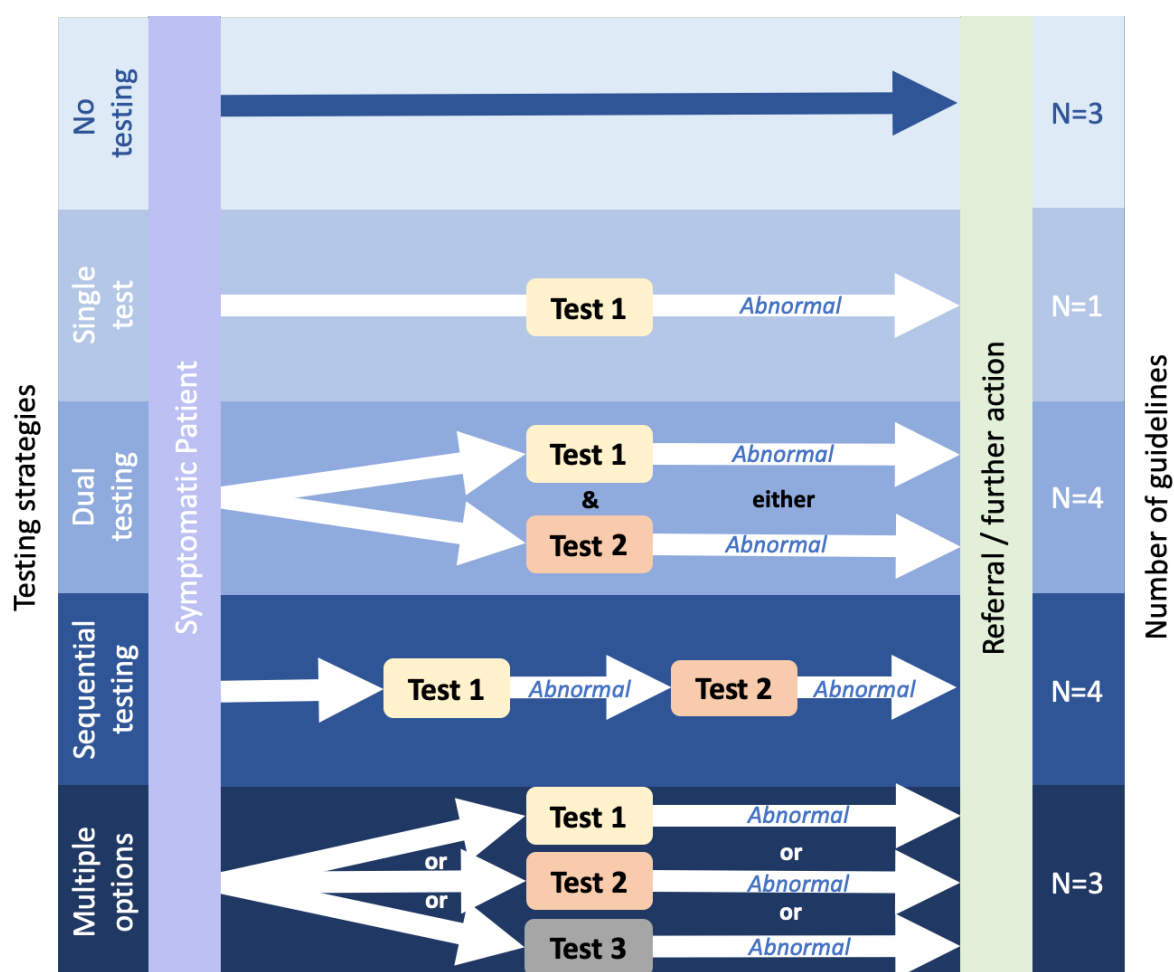 Testing strategies
Symptomatic Patient
Referral / further action
Number of guidelines
No
testing
N=3
Single
test
Test 1
Abnormal
N=1
Dual
testing
Test 1
Abnormal
&
either
Test 2
Abnormal
N=4
Sequential
testing
Test 1
Abnormal
Test 2
Abnormal
N=4
Multiple
options
Test 1
Abnormal
or
or
Test 2
Abnormal
or
or
Test 3
Abnormal
N=3